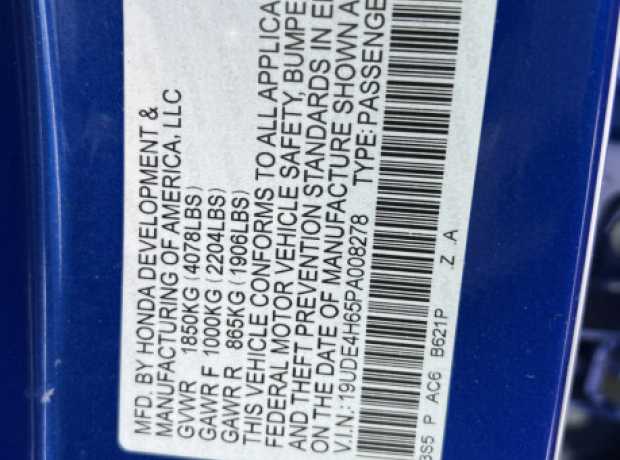 MFD. BY HONDA DEVELOPMENT &
MANUFACTURING OF AMERICA, LLC
GVWR 1850KG (4078LBS)
GAWR F 1000KG (2204LBS)
GAWR R 865KG (1906LBS)
THIS VEHICLE CONFORMS TO ALL APPLICA
FEDERAL MOTOR VEHICLE SAFETY, BUMPE
AND THEFT PREVENTION STANDARDS IN E
ON THE DATE OF MANUFACTURE SHOWN A
V.I.N.: 19UDE4H65PA008278 TYPE: PASSENGE
BS5 P AC6 B621P .Z .A